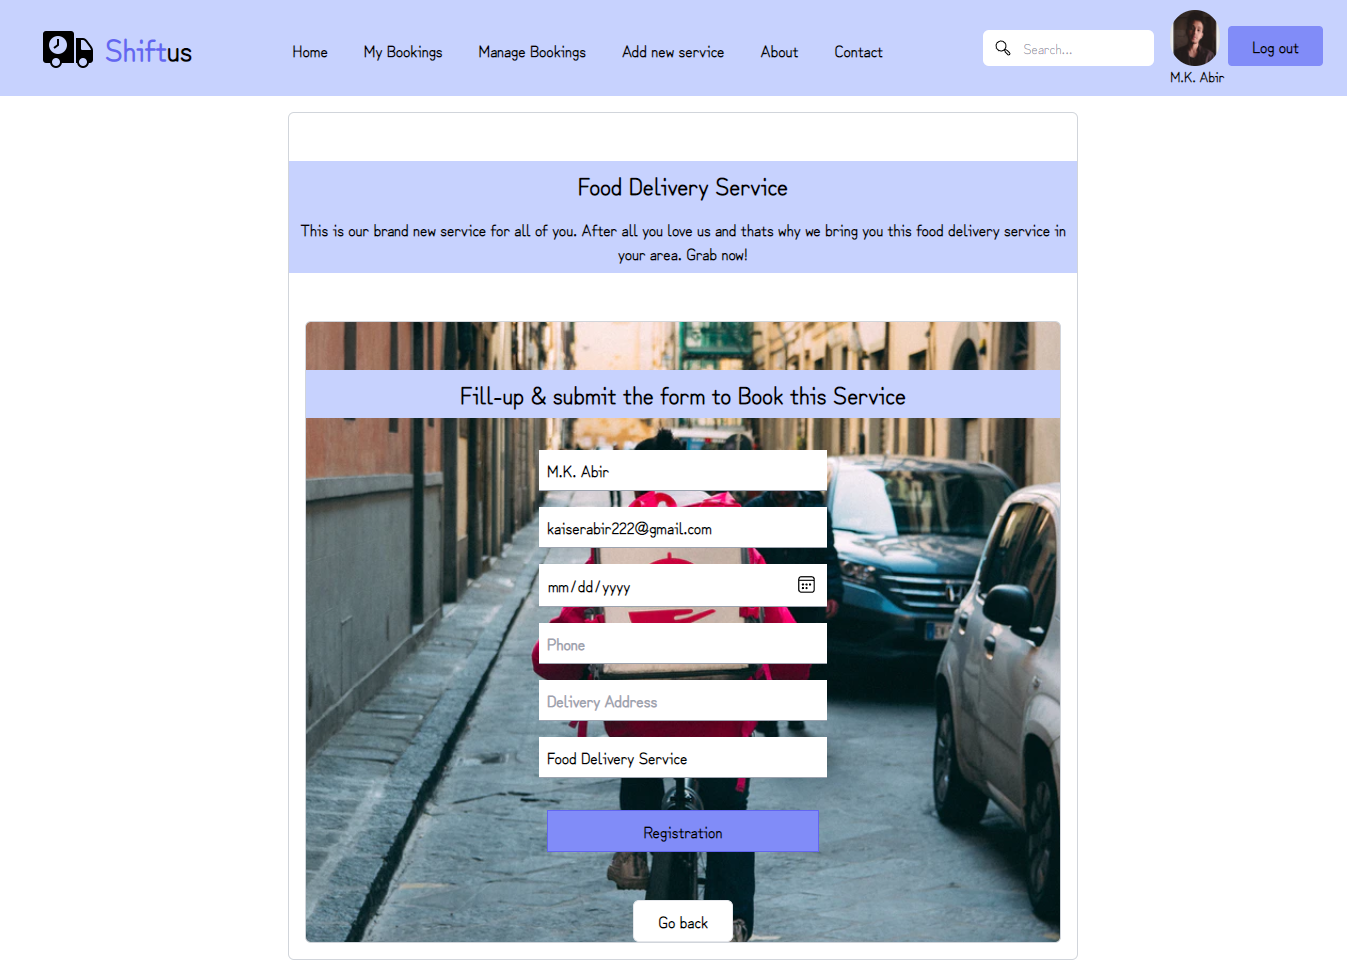 Shiftus
Home My Bookings Manage Bookings Add new service About Contact
Search...
M.K. Abir
Log out
Food Delivery Service
This is our brand new service for all of you. After all you love us and thats why we bring you this food delivery service in
your area. Grab now!
Fill-up & submit the form to Book this Service
M.K. Abir
kaiserabir222@gmail.com
mm/dd/yyyy
Phone
Delivery Address
Food Delivery Service
Registration
Go back